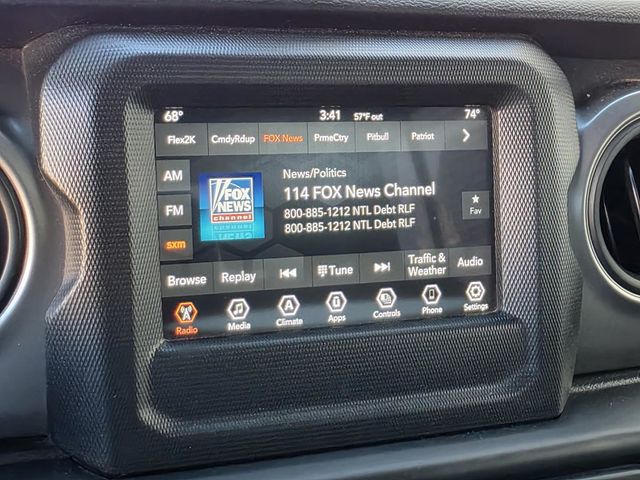 68° 3:41 57°F out 74°
Flex2K CmdyRdup FOX News PrmeCtry Pitbull Patriot
AM
FM
sxm
FOX
NEWS
channel
News/Politics
114 FOX News Channel
800-885-1212 NTL Debt RLF
800-885-1212 NTL Debt RLF
Fav
Browse Replay Tune Traffic & Weather Audio
Radio Media Climate Apps Controls Phone Settings